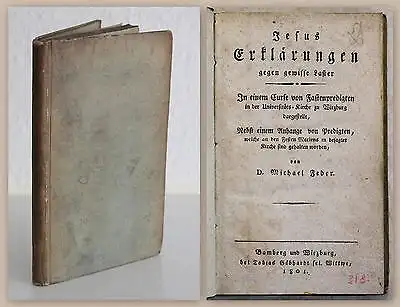 Jesus
Erklärungen
gegen gewisse Laster
In einem Curse von Fastenpredigten
in der Universitäts-Kirche zu Wirzburg
dargestellt,
Nebst einem Anhange von Predigten,
welche an den Festen Mariens in besagter
Kirche sind gehalten worden,
von
D. Michael Feder.
Bamberg und Wirzburg,
bei Tobias Göbhardt sel. Wittwe,
1801.